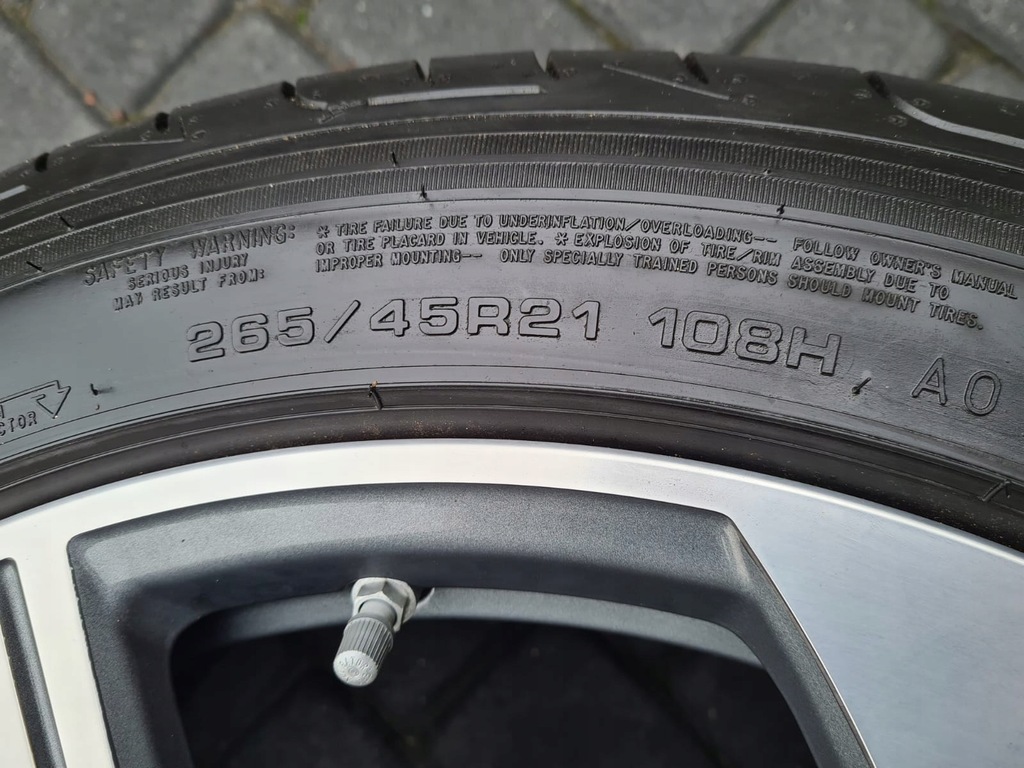 SAFETY WARNING:
SERIOUS INJURY
MAY RESULT FROM:
* TIRE FAILURE DUE TO UNDERINFLATION/OVERLOADING-- FOLLOW OWNER'S MANUAL
OR TIRE PLACARD IN VEHICLE. * EXPLOSION OF TIRE/RIM ASSEMBLY DUE TO
IMPROPER MOUNTING-- ONLY SPECIALLY TRAINED PERSONS SHOULD MOUNT TIRES.
265/45R21 108H AO